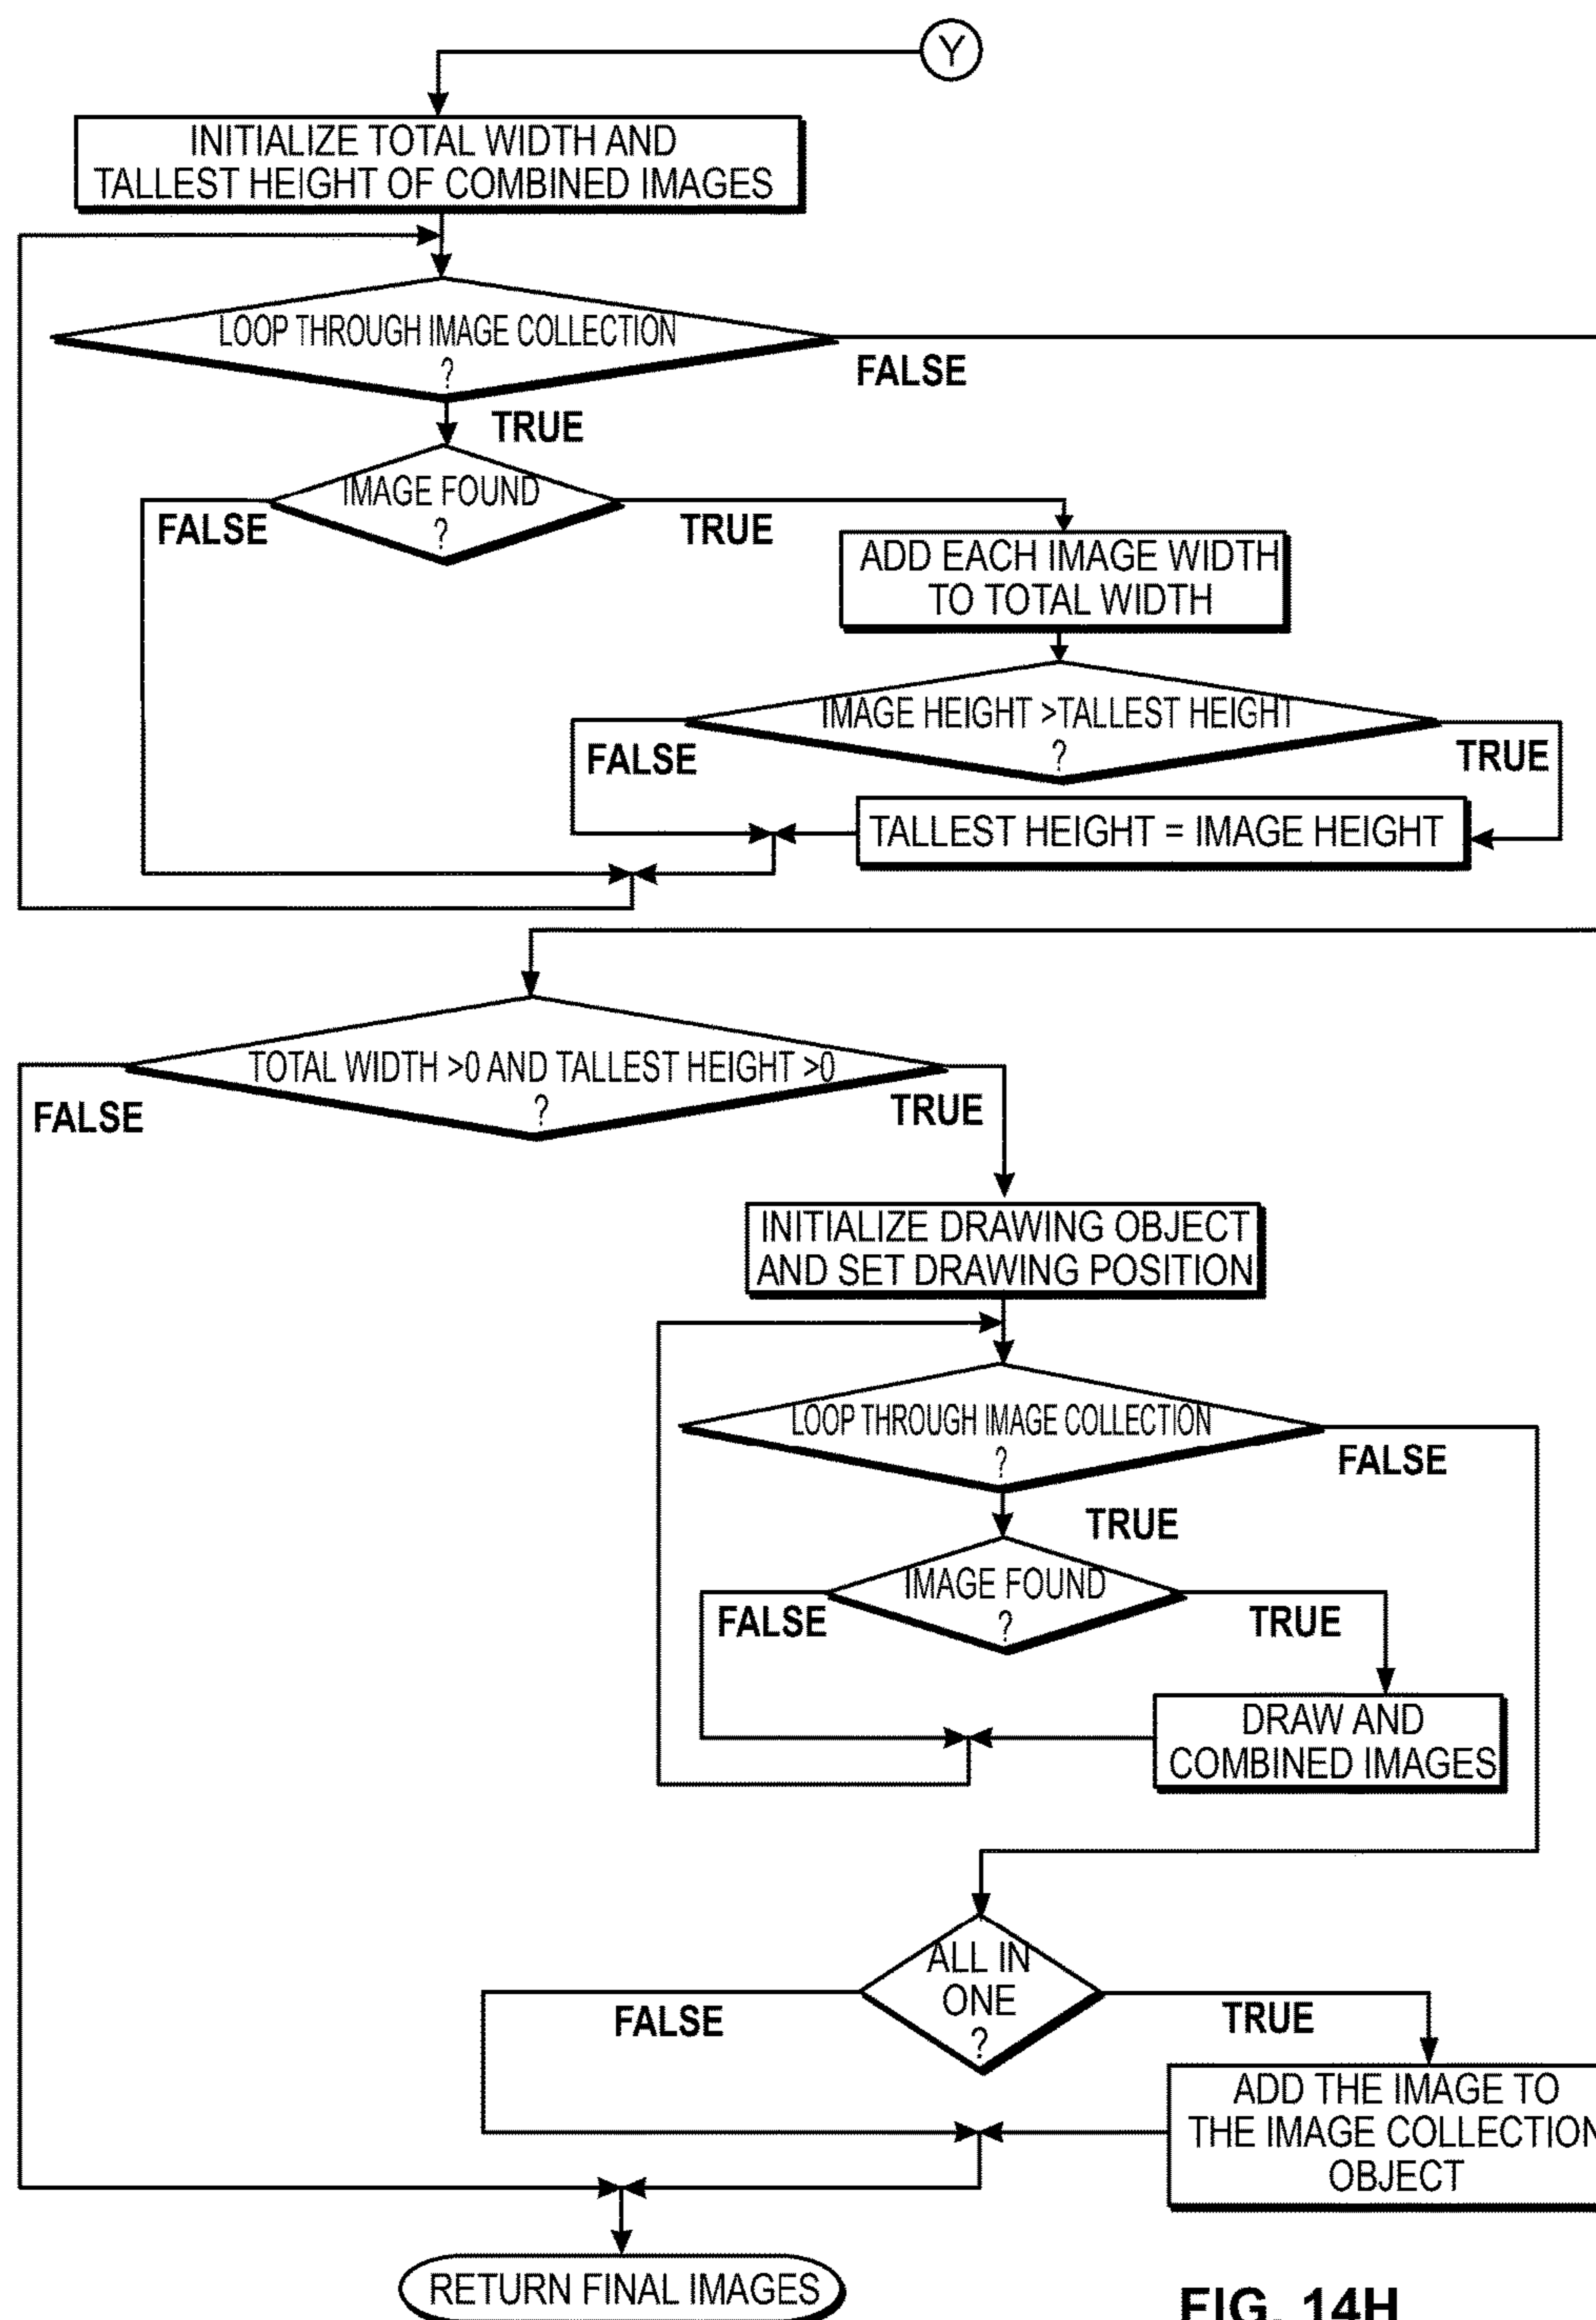 Y
INITIALIZE TOTAL WIDTH AND
TALLEST HEIGHT OF COMBINED IMAGES
LOOP THROUGH IMAGE COLLECTION
?
FALSE
TRUE
IMAGE FOUND
?
FALSE
TRUE
ADD EACH IMAGE WIDTH
TO TOTAL WIDTH
IMAGE HEIGHT >TALLEST HEIGHT
?
FALSE
TRUE
TALLEST HEIGHT = IMAGE HEIGHT
TOTAL WIDTH >0 AND TALLEST HEIGHT >0
?
FALSE
TRUE
INITIALIZE DRAWING OBJECT
AND SET DRAWING POSITION
LOOP THROUGH IMAGE COLLECTION
?
FALSE
TRUE
IMAGE FOUND
?
FALSE
TRUE
DRAW AND
COMBINED IMAGES
ALL IN
ONE
?
FALSE
TRUE
ADD THE IMAGE TO
THE IMAGE COLLECTION
OBJECT
RETURN FINAL IMAGES
FIG. 14H